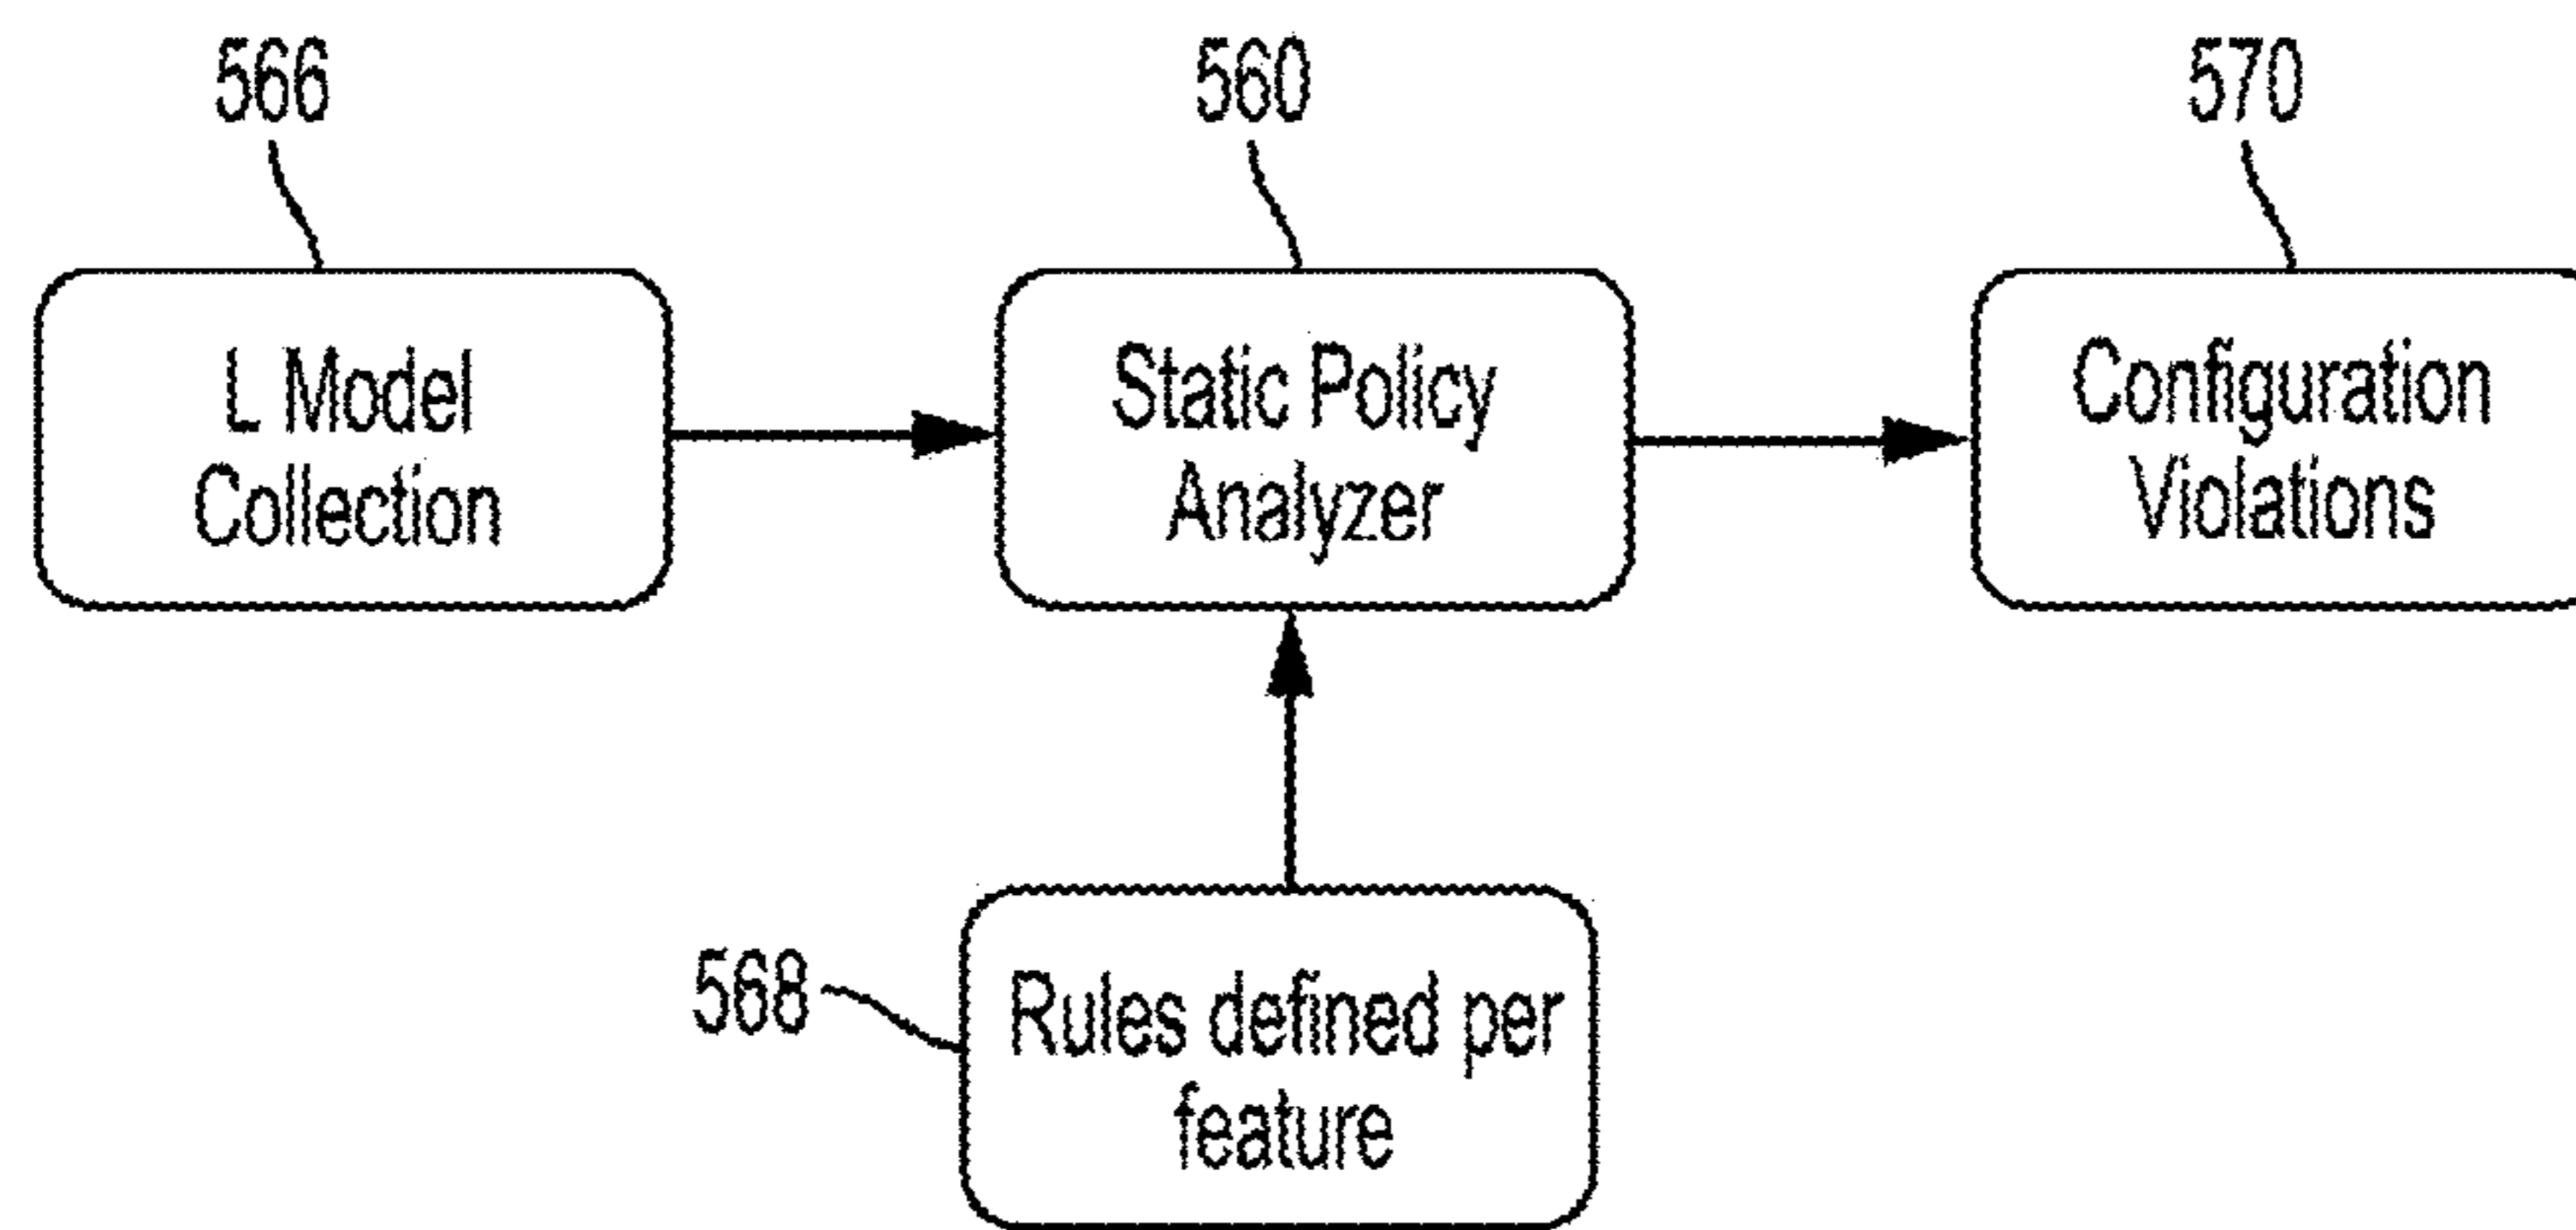 566
560
570
L Model
Collection
Static Policy
Analyzer
Configuration
Violations
568
Rules defined per
feature